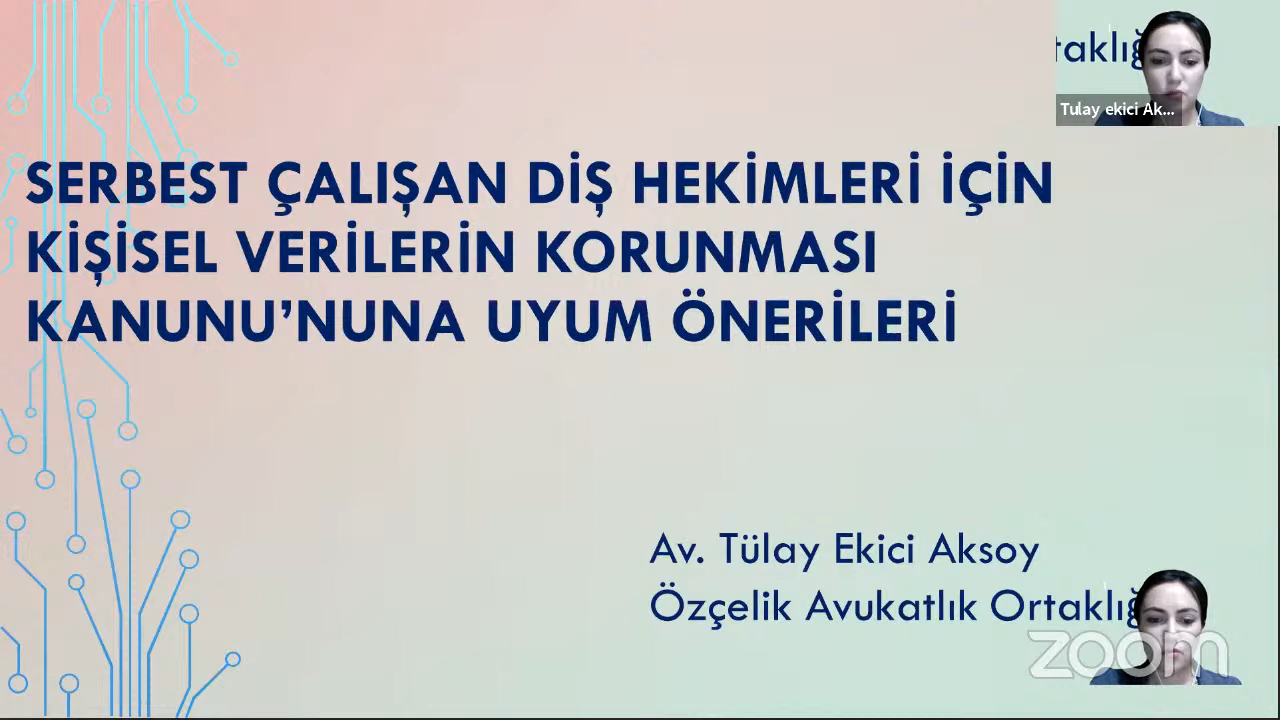 taklığ
Tulay ekici Ak...
SERBEST ÇALIŞAN DİŞ HEKİMLERİ İÇİN
KİŞİSEL VERİLERİN KORUNMASI
KANUNU’NUNA UYUM ÖNERİLERİ
Av. Tülay Ekici Aksoy
Özçelik Avukatlık Ortaklığ
zoom